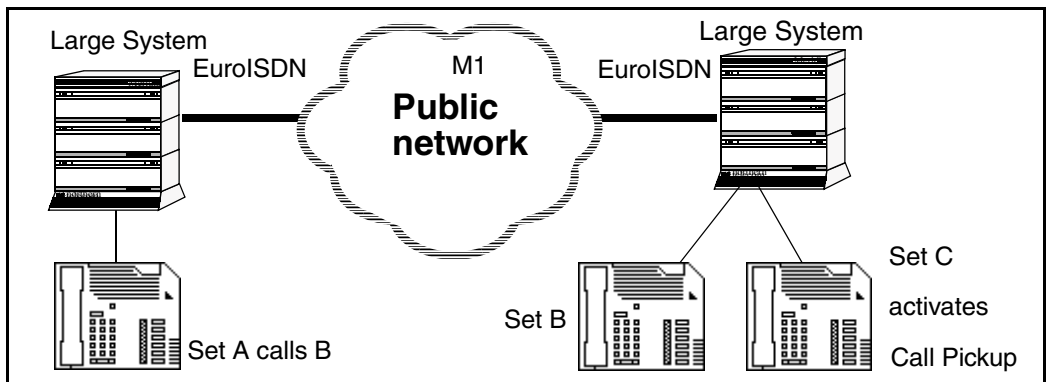 Large System
Large System
EuroISDN
M1
EuroISDN
Public
network
Set A calls B
Set B
Set C
activates
Call Pickup